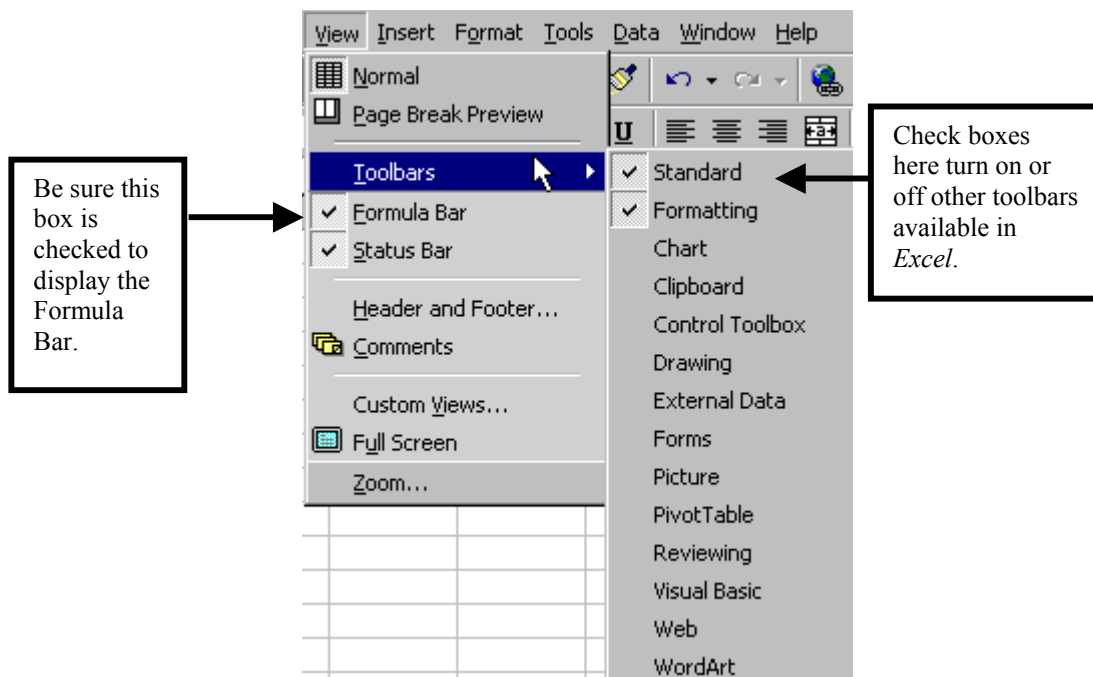 View Insert Format Tools Data Window Help
Normal
Page Break Preview
U
a
Toolbars
Formula Bar
Status Bar
Header and Footer...
Comments
Custom Views...
Full Screen
Zoom...
Standard
Formatting
Chart
Clipboard
Control Toolbox
Drawing
External Data
Forms
Picture
PivotTable
Reviewing
Visual Basic
Web
WordArt
Be sure this
box is
checked to
display the
Formula
Bar.
Check boxes
here turn on or
off other toolbars
available in
Excel.